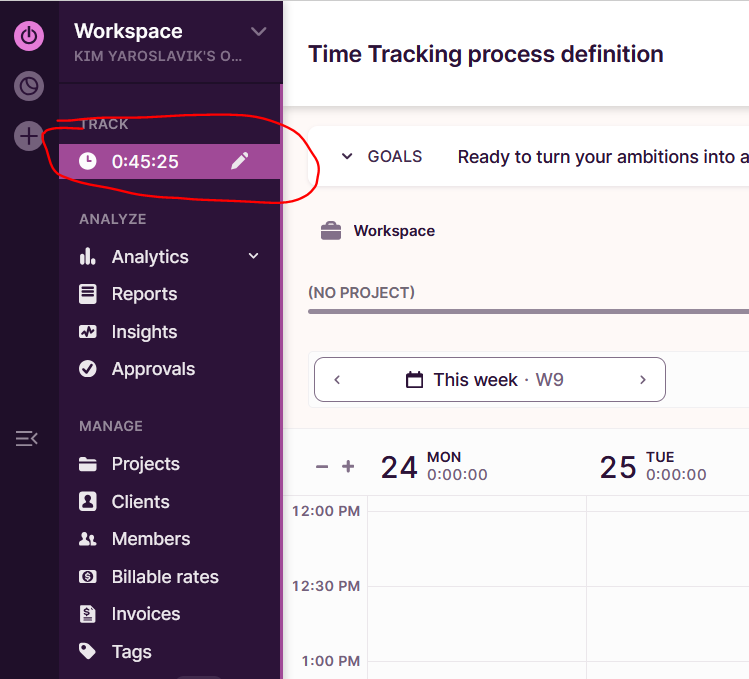 Workspace
KIM YAROSLAVIK'S O...
TRACK
0:45:25
ANALYZE
Analytics
Reports
Insights
Approvals
MANAGE
Projects
Clients
Members
Billable rates
Invoices
Tags
Time Tracking process definition
GOALS Ready to turn your ambitions into a
Workspace
(NO PROJECT)
This week · W9
24 MON 0:00:00
25 TUE 0:00:00
12:00 PM
12:30 PM
1:00 PM